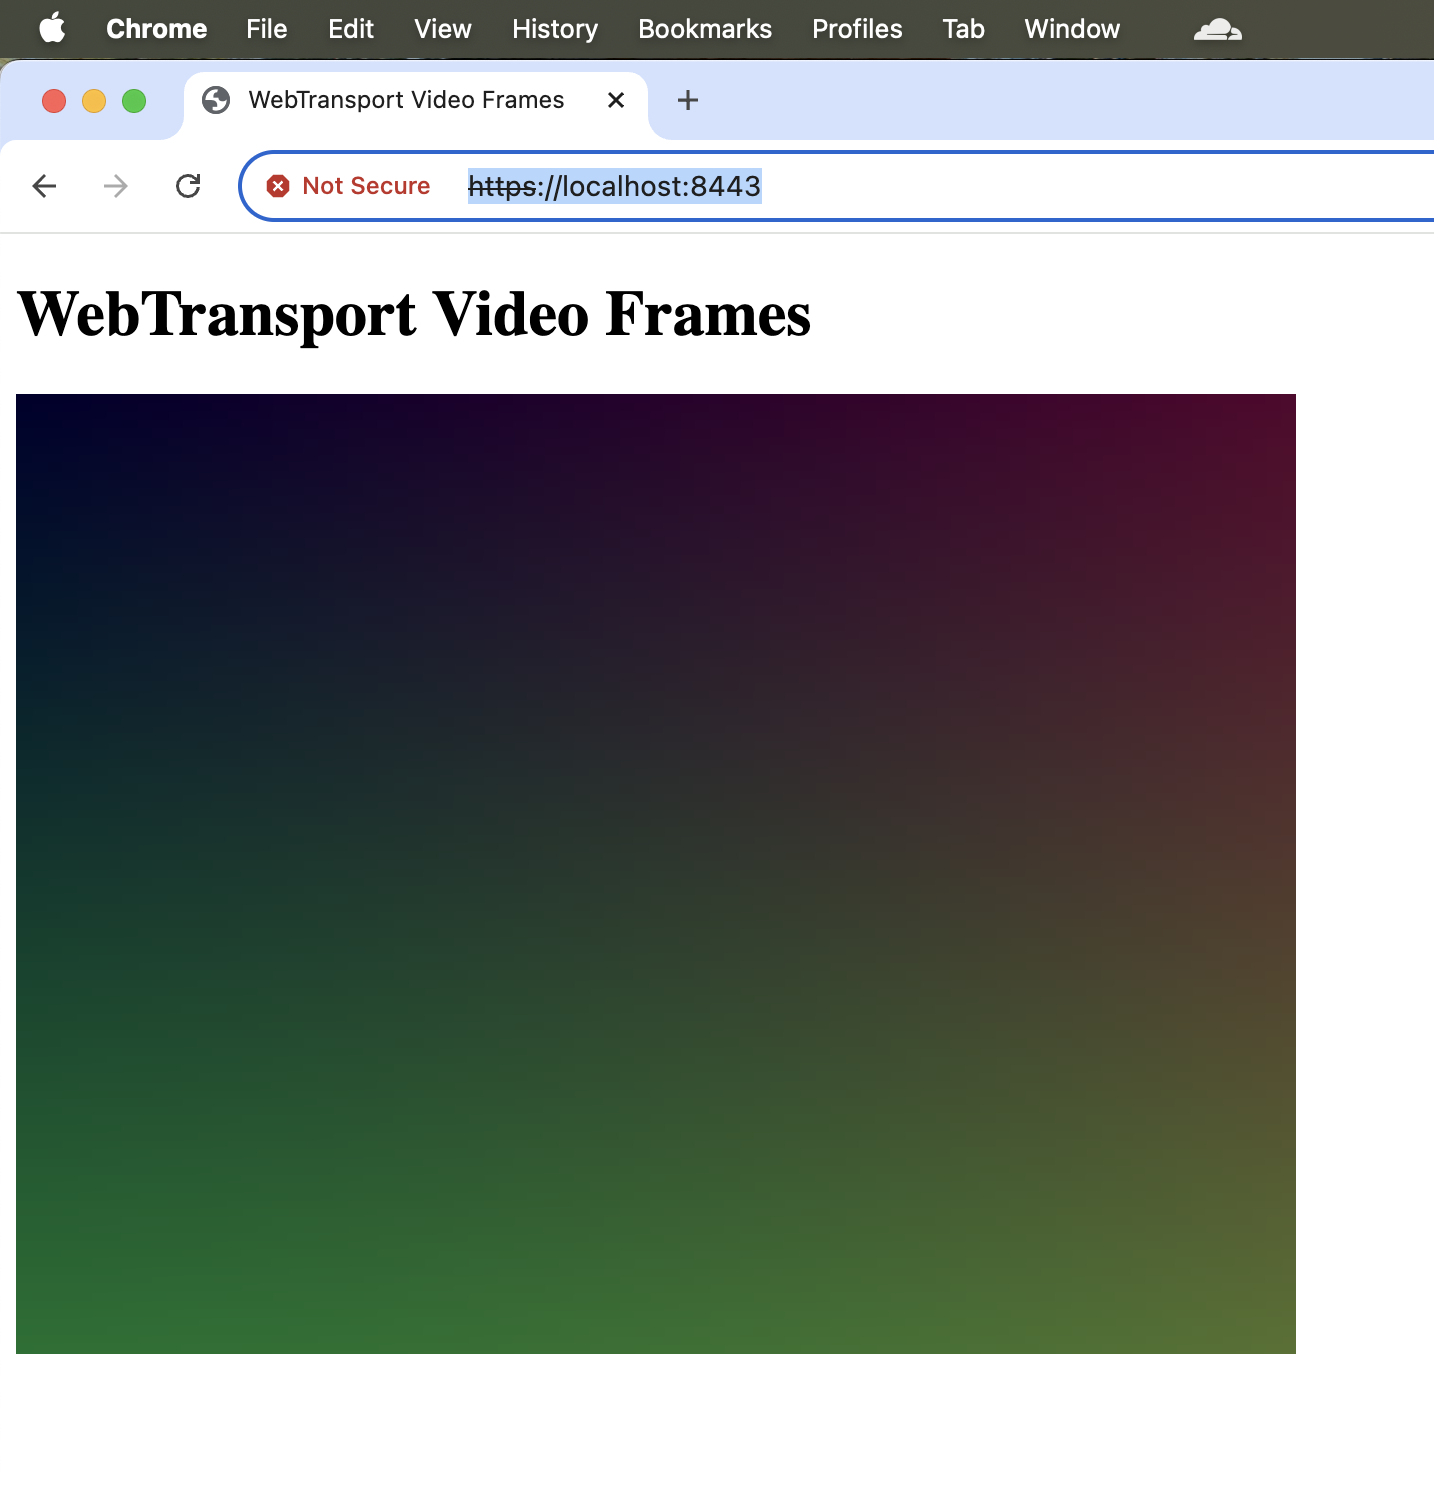 Chrome File Edit View History Bookmarks Profiles Tab Window
WebTransport Video Frames
Not Secure https://localhost:8443
WebTransport Video Frames